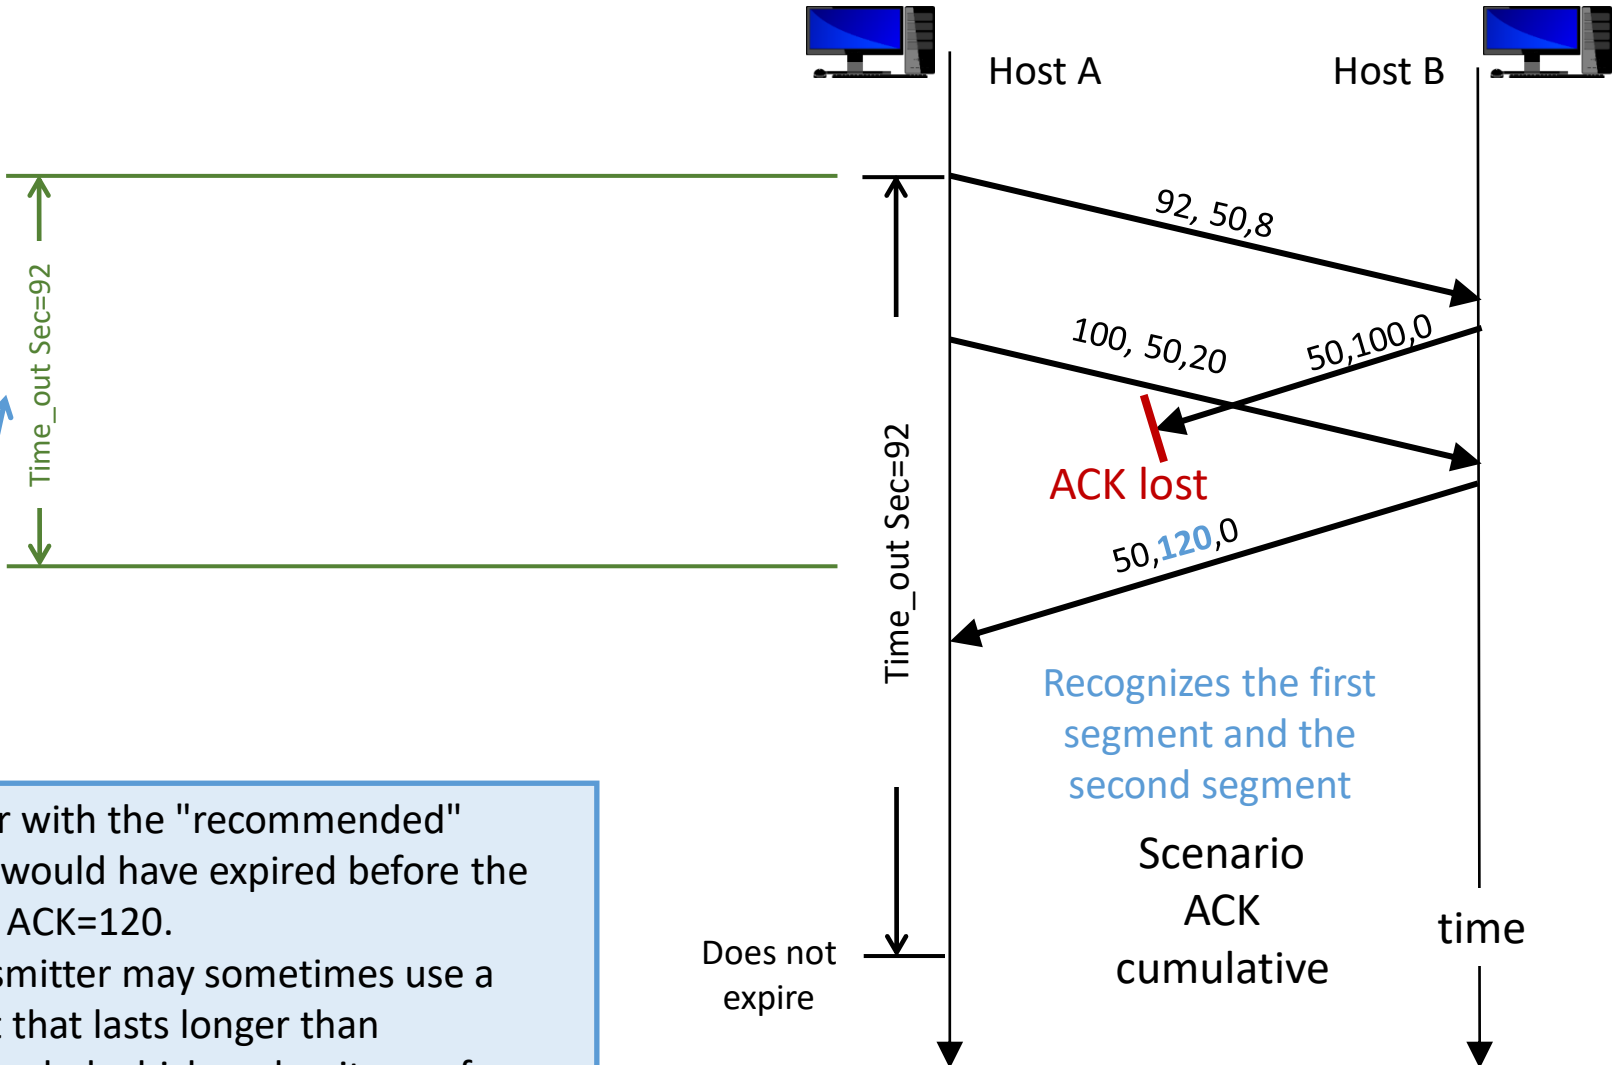 Host A
Host B
92, 50,8
100, 50,20
50,100,0
ACK lost
50,120,0
Time_out Sec=92
Time_out Sec=92
Recognizes the first
segment and the
second segment
Scenario
ACK
cumulative
time
Does not
expire
r with the "recommended"
would have expired before the
ACK=120.
smitter may sometimes use a
t that lasts longer than